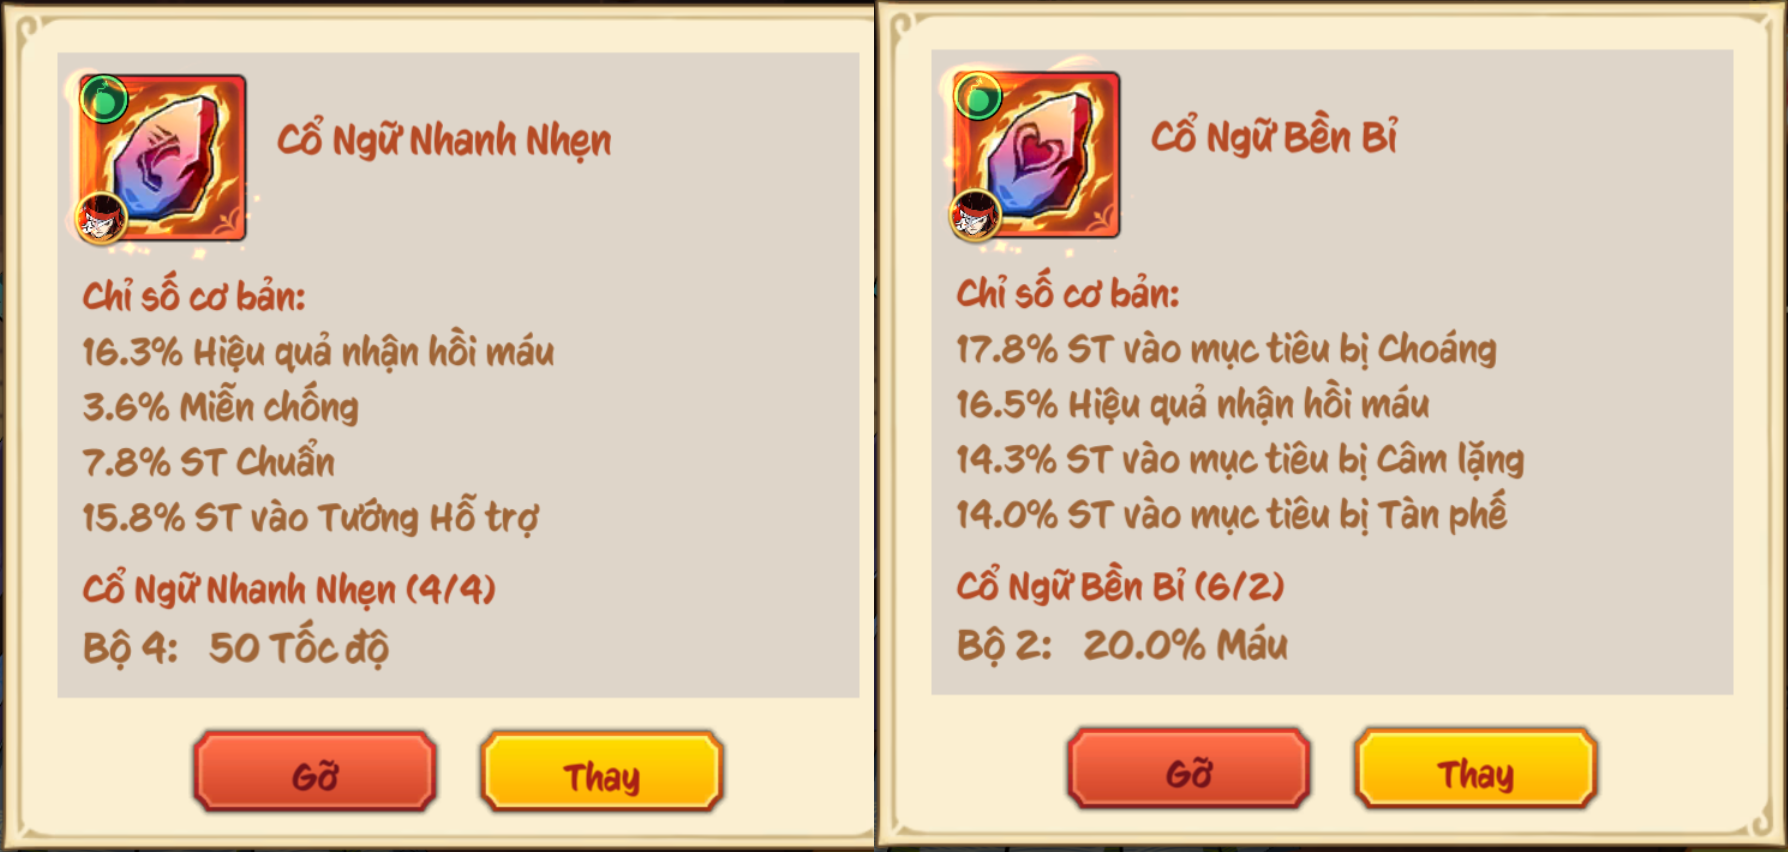 Cổ Ngữ Nhanh Nhẹn
Chỉ số cơ bản:
16.3% Hiệu quả nhận hồi máu
3.6% Miễn chống
7.8% ST Chuẩn
15.8% ST vào Tướng Hỗ trợ
Cổ Ngữ Nhanh Nhẹn (4/4)
Bộ 4: 50 Tốc độ
Gỡ
Thay
Cổ Ngữ Bền Bỉ
Chỉ số cơ bản:
17.8% ST vào mục tiêu bị Choáng
16.5% Hiệu quả nhận hồi máu
14.3% ST vào mục tiêu bị Câm lặng
14.0% ST vào mục tiêu bị Tàn phế
Cổ Ngữ Bền Bỉ (6/2)
Bộ 2: 20.0% Máu
Gỡ
Thay